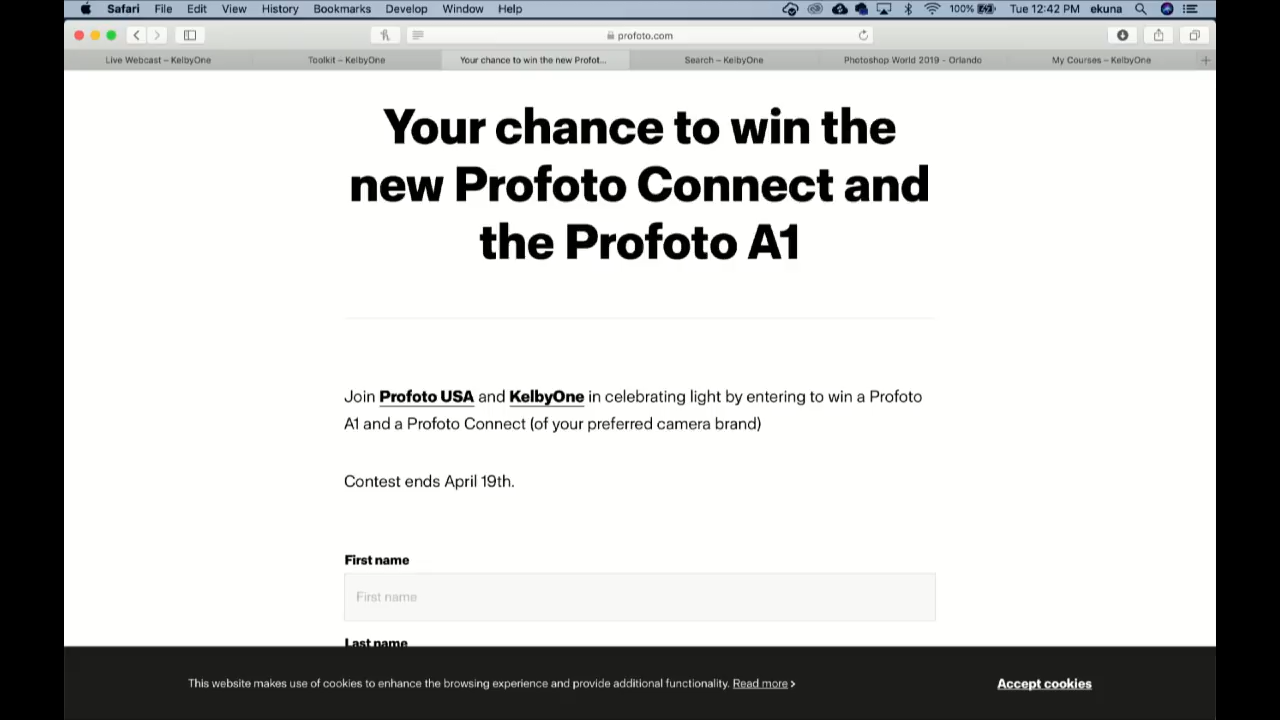 Safari File Edit View History Bookmarks Develop Window Help 100% Tue 12:42 PM ekuna
profoto.com
Live Webcast – KelbyOne Toolkit – KelbyOne Your chance to win the new Profot... Search – KelbyOne Photoshop World 2019 - Orlando My Courses – KelbyOne +
Your chance to win the
new Profoto Connect and
the Profoto A1
Join Profoto USA and KelbyOne in celebrating light by entering to win a Profoto
A1 and a Profoto Connect (of your preferred camera brand)
Contest ends April 19th.
First name
First name
Last name
This website makes use of cookies to enhance the browsing experience and provide additional functionality. Read more >
Accept cookies